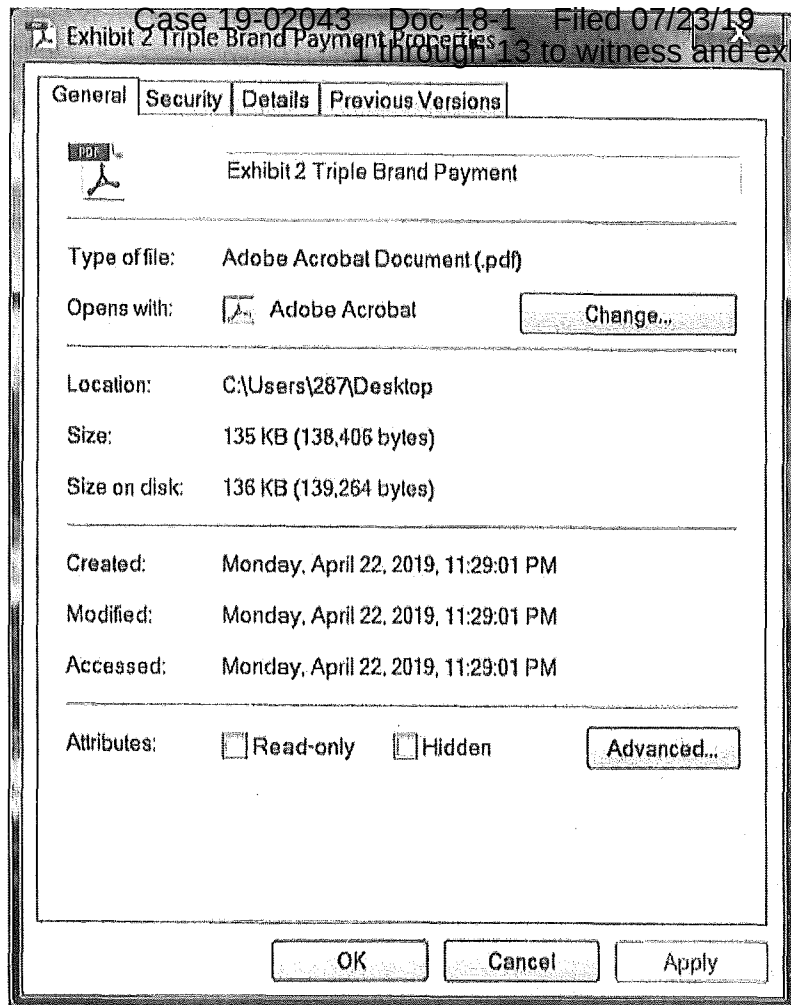 Case 19-02043 Doc 18-1 Filed 07/23/19
Exhibit 2 Triple Brand Payment Properties
1 through 13 to witness and exh
General Security Details Previous Versions
PDF
Exhibit 2 Triple Brand Payment
Type of file: Adobe Acrobat Document (.pdf)
Opens with: Adobe Acrobat Change...
Location: C:\Users\287\Desktop
Size: 135 KB (138,406 bytes)
Size on disk: 136 KB (139,264 bytes)
Created: Monday, April 22, 2019, 11:29:01 PM
Modified: Monday, April 22, 2019, 11:29:01 PM
Accessed: Monday, April 22, 2019, 11:29:01 PM
Attributes: Read-only Hidden Advanced...
OK Cancel Apply